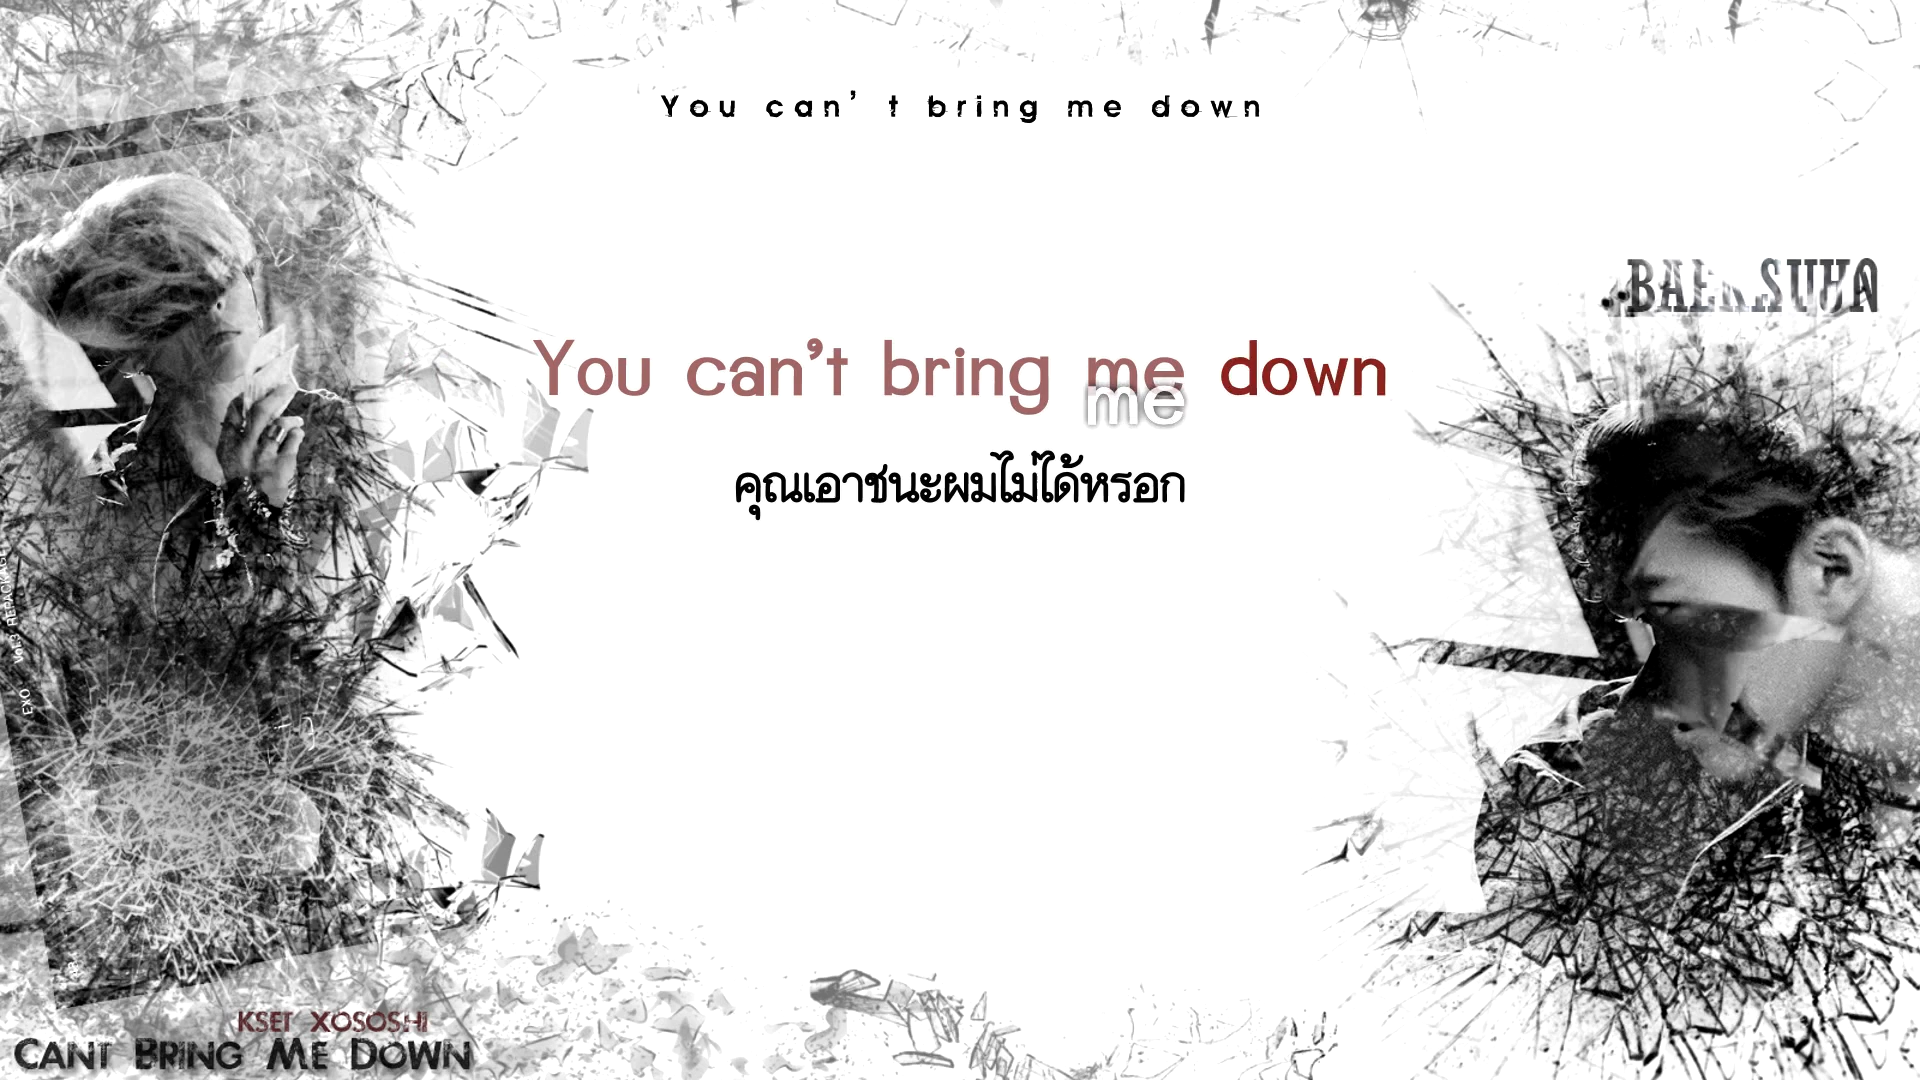 You can’t bring me down
BAEK.SUHO
You can’t bring me down
me
คุณเอาชนะผมไม่ได้หรอก
EXO Vol.3 REPACKAGE
KSET XOSOSHI
CANT BRING ME DOWN